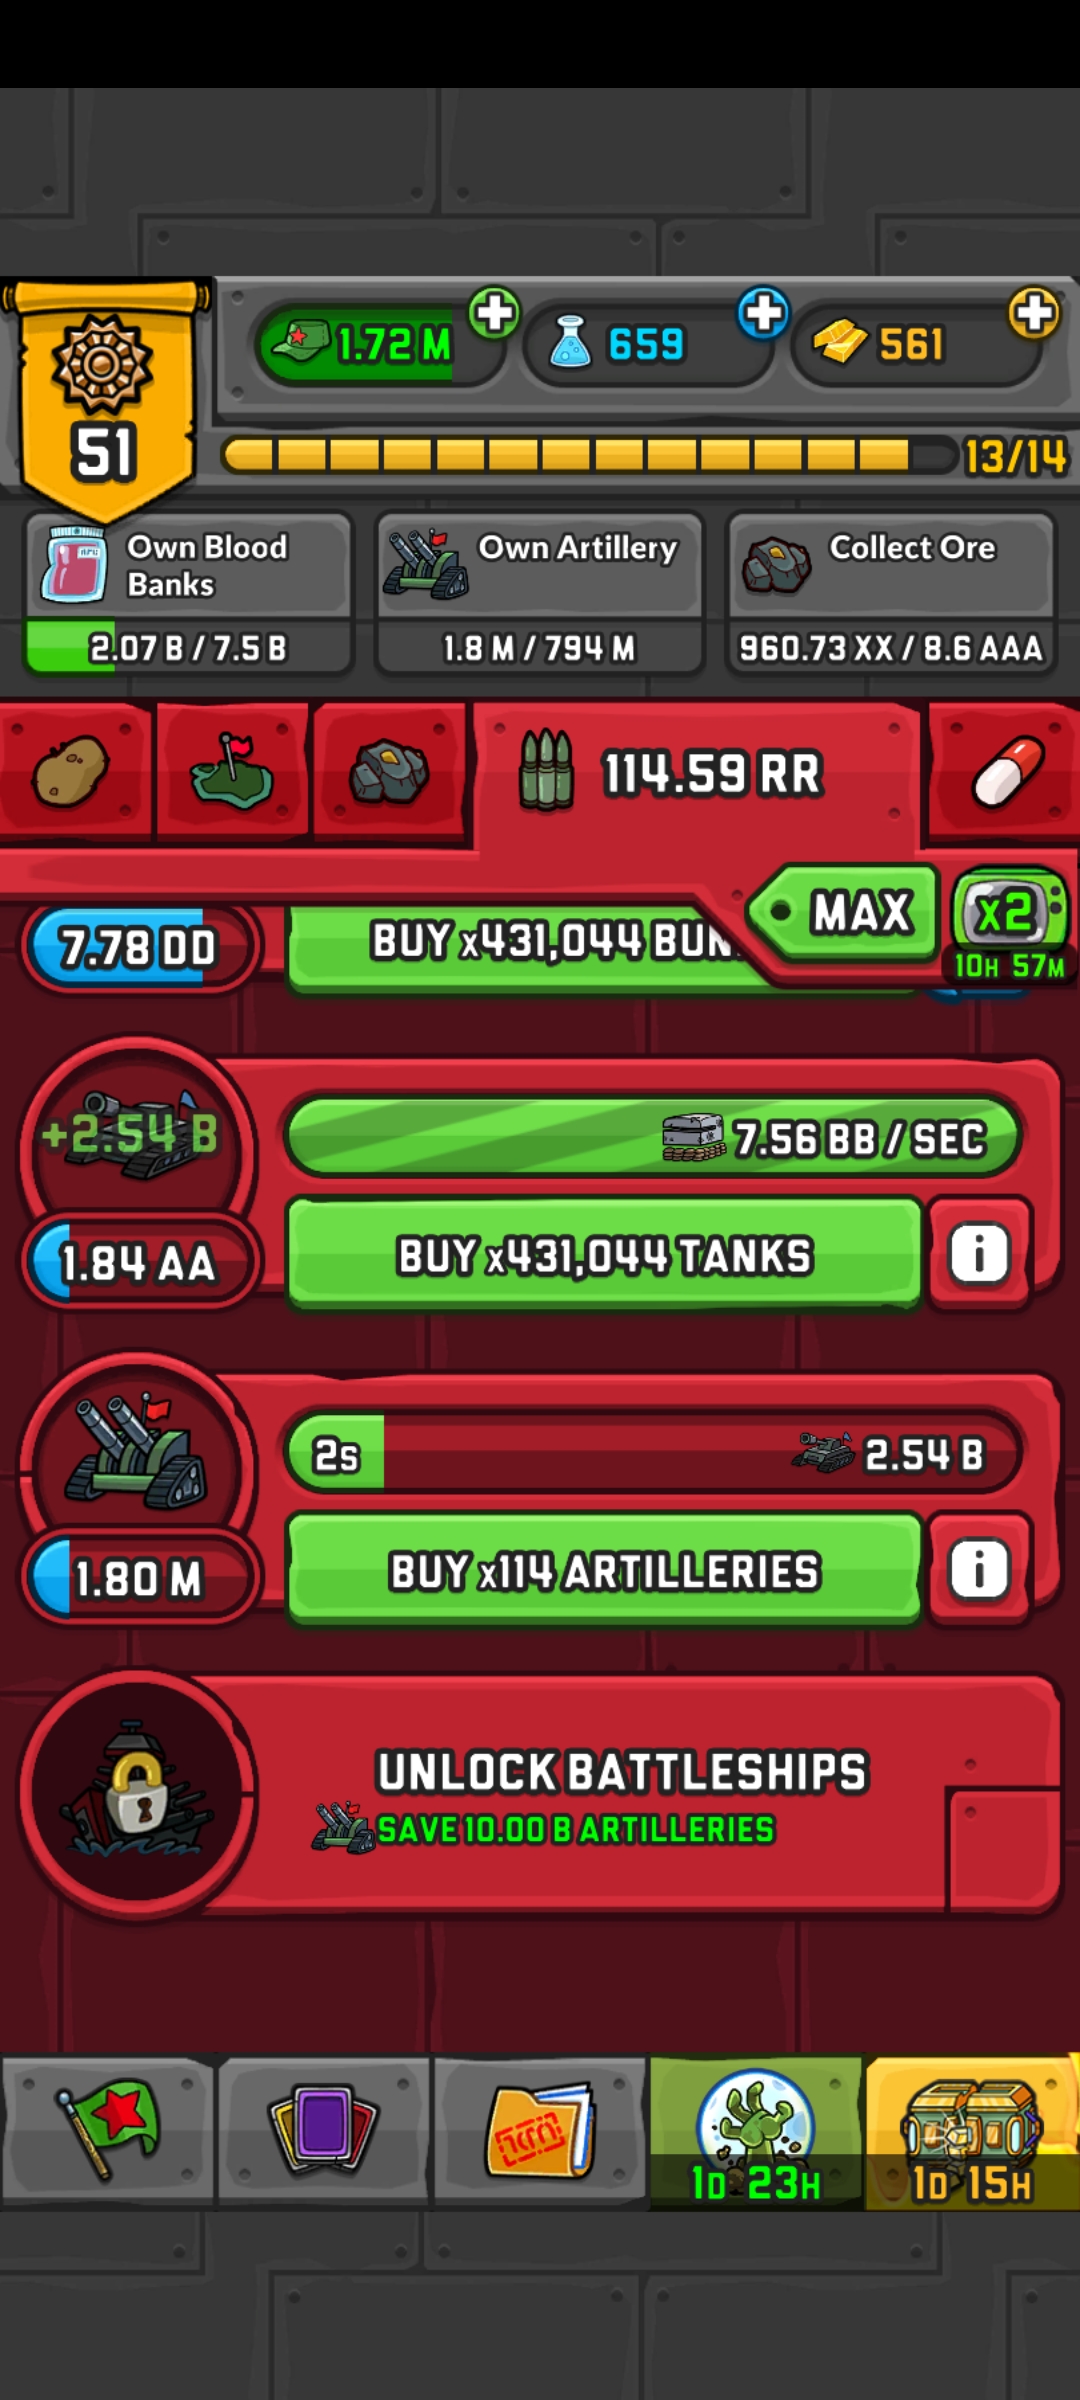 1.72 M
659
561
51
13/14
Own Blood
Banks
2.07 B / 7.5 B
Own Artillery
1.8 M / 794 M
Collect Ore
960.73 XX / 8.6 AAA
114.59 RR
MAX
x2
10H 57M
7.78 DD
BUY x431,044 BUN
+2.54 B
7.56 BB / SEC
1.84 AA
BUY x431,044 TANKS
i
2s
2.54 B
1.80 M
BUY x114 ARTILLERIES
i
UNLOCK BATTLESHIPS
SAVE 10.00 B ARTILLERIES
1D 23H
1D 15H